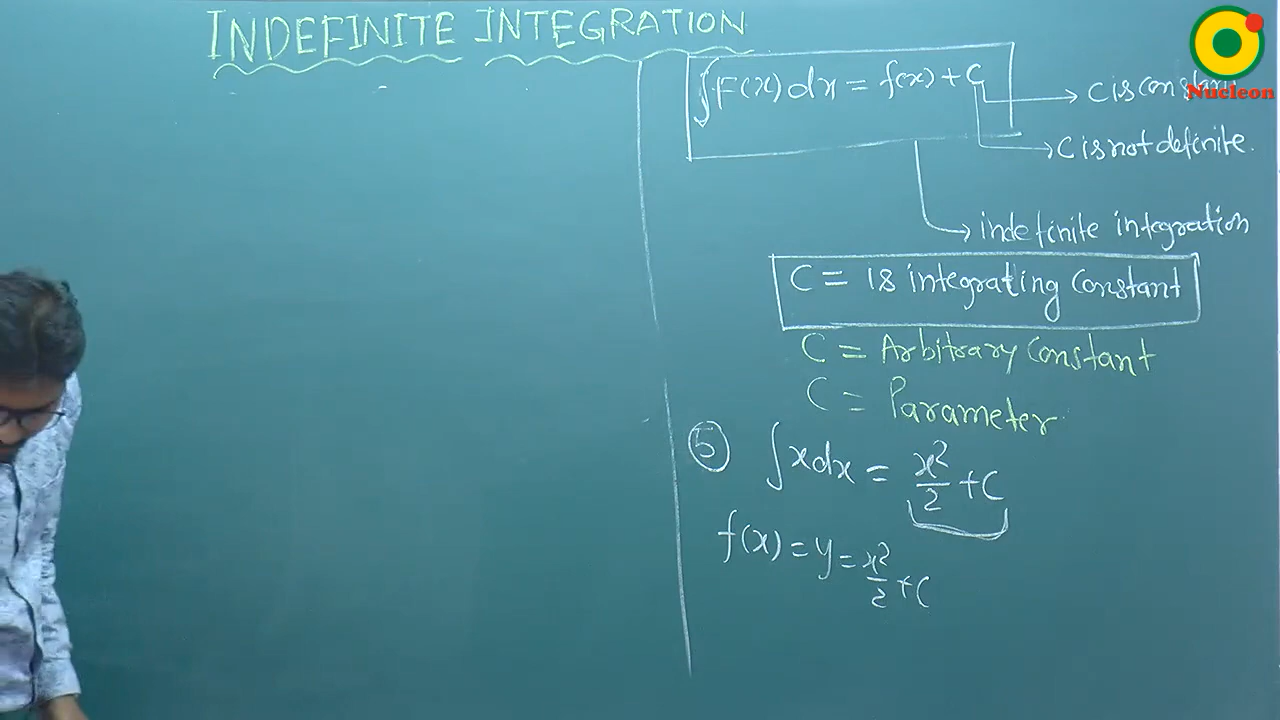 INDEFINITE INTEGRATION
∫F(x)dx = f(x)+C
C is constant
Nucleon
C is not definite.
indefinite integration
C = is integrating constant
C = Arbitrary constant
C = Parameter
⑤ ∫xdx = x²/2 + C
f(x) = y = x²/2 + C